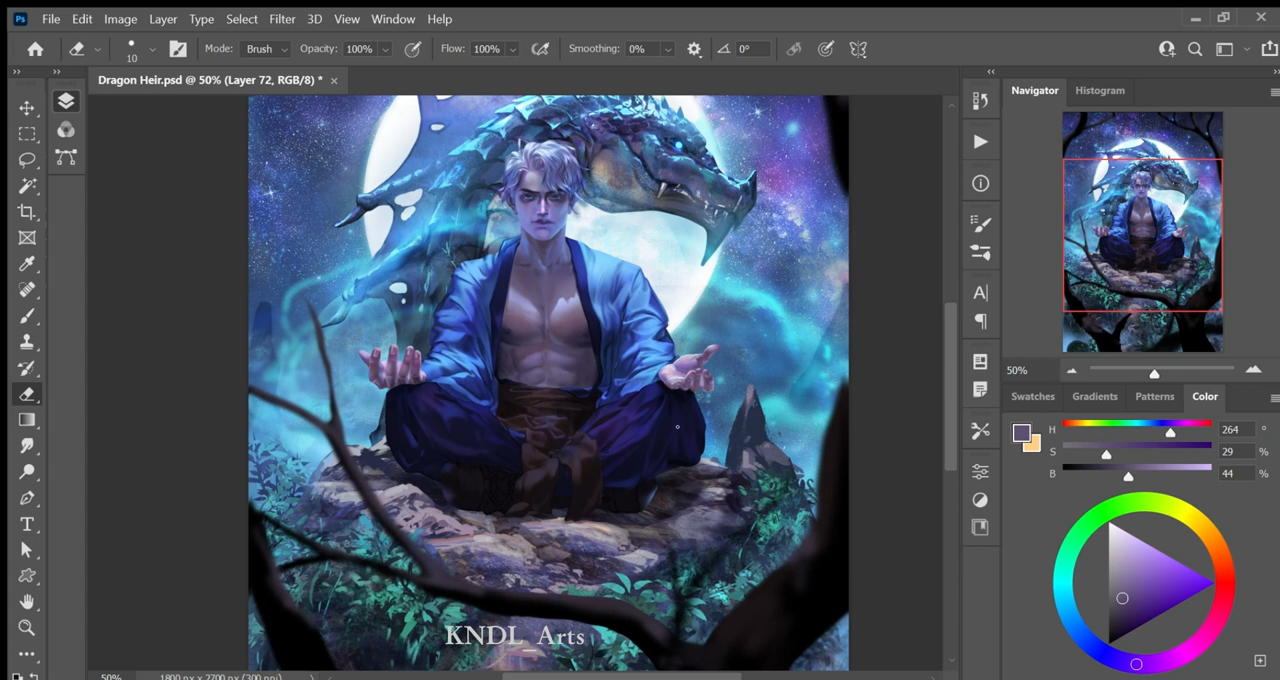 Ps File Edit Image Layer Type Select Filter 3D View Window Help
10 Mode: Brush Opacity: 100% Flow: 100% Smoothing: 0% 0°
Dragon Heir.psd @ 50% (Layer 72, RGB/8) * ×
Navigator Histogram
50%
Swatches Gradients Patterns Color
H 264 °
S 29 %
B 44 %
KNDL_Arts
50% 1800 px x 2700 px (300 ppi)